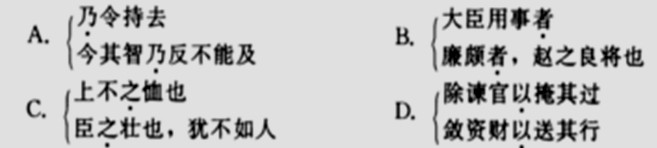 A. 乃令持去 B. 大臣用事者
今其智乃反不能及 廉颇者，赵之良将也
C. 上不之恤也 D. 除谏官以掩其过
臣之壮也，犹不如人 敛资财以送其行